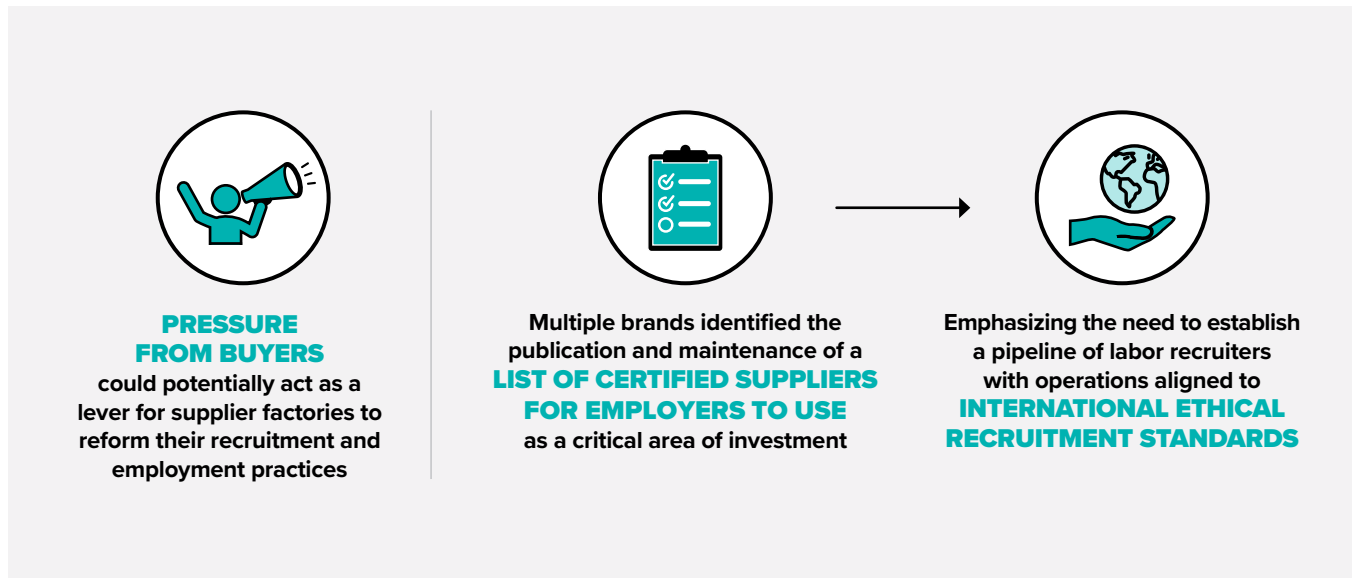 PRESSURE
FROM BUYERS
could potentially act as a
lever for supplier factories to
reform their recruitment and
employment practices
Multiple brands identified the
publication and maintenance of a
LIST OF CERTIFIED SUPPLIERS
FOR EMPLOYERS TO USE
as a critical area of investment
Emphasizing the need to establish
a pipeline of labor recruiters
with operations aligned to
INTERNATIONAL ETHICAL
RECRUITMENT STANDARDS